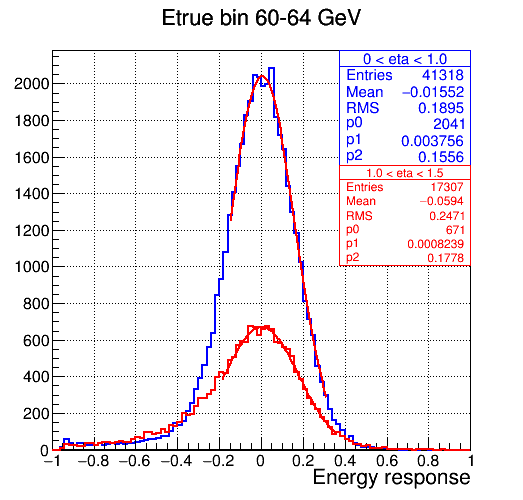 Etrue bin 60-64 GeV
0 < eta < 1.0
Entries 41318
Mean −0.01552
RMS 0.1895
p0 2041
p1 0.003756
p2 0.1556
1.0 < eta < 1.5
Entries 17307
Mean −0.0594
RMS 0.2471
p0 671
p1 0.0008239
p2 0.1778
2000
1800
1600
1400
1200
1000
800
600
400
200
0
−1 −0.8 −0.6 −0.4 −0.2 0 0.2 0.4 0.6 0.8 1
Energy response